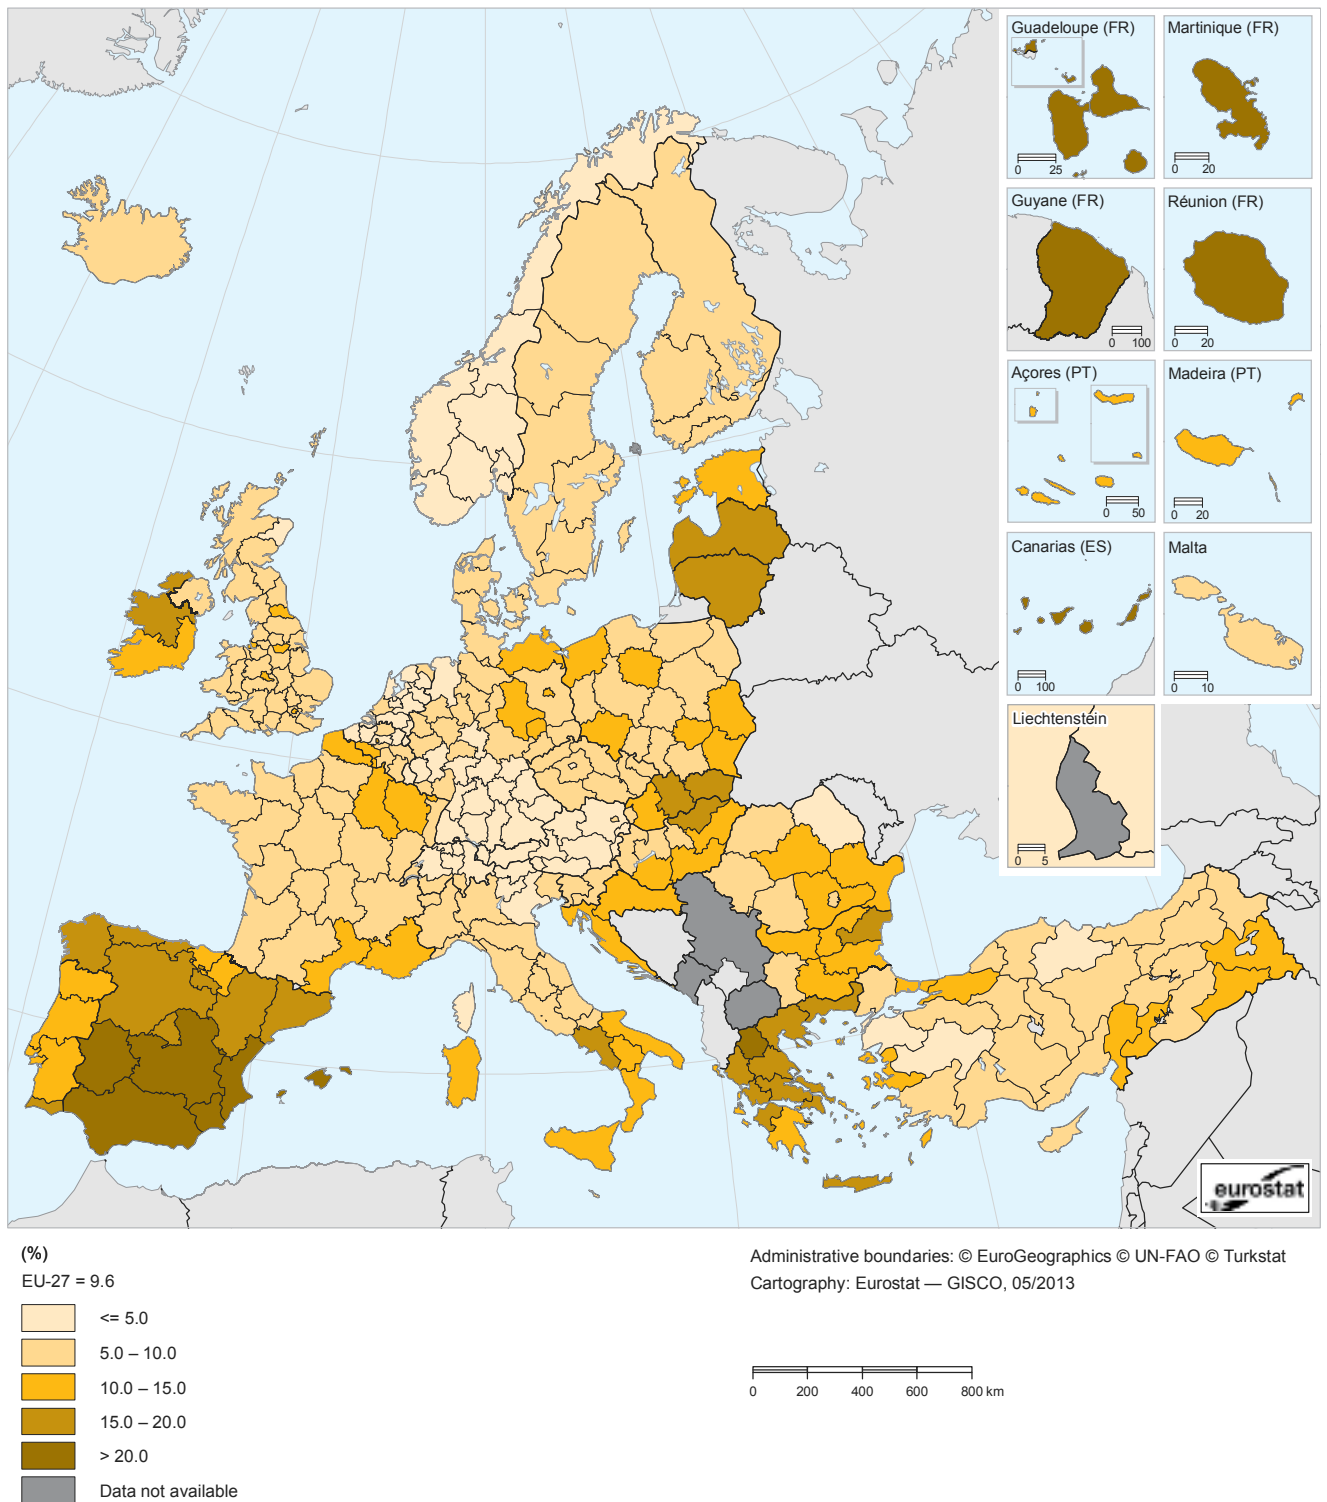 Guadeloupe (FR)
0 25
Martinique (FR)
0 20
Guyane (FR)
0 100
Réunion (FR)
0 20
Açores (PT)
0 50
Madeira (PT)
0 20
Canarias (ES)
0 100
Malta
0 10
Liechtenstein
0 5
eurostat
(%)
EU-27 = 9.6
<= 5.0
5.0 – 10.0
10.0 – 15.0
15.0 – 20.0
> 20.0
Data not available
Administrative boundaries: © EuroGeographics © UN-FAO © Turkstat
Cartography: Eurostat — GISCO, 05/2013
0 200 400 600 800 km